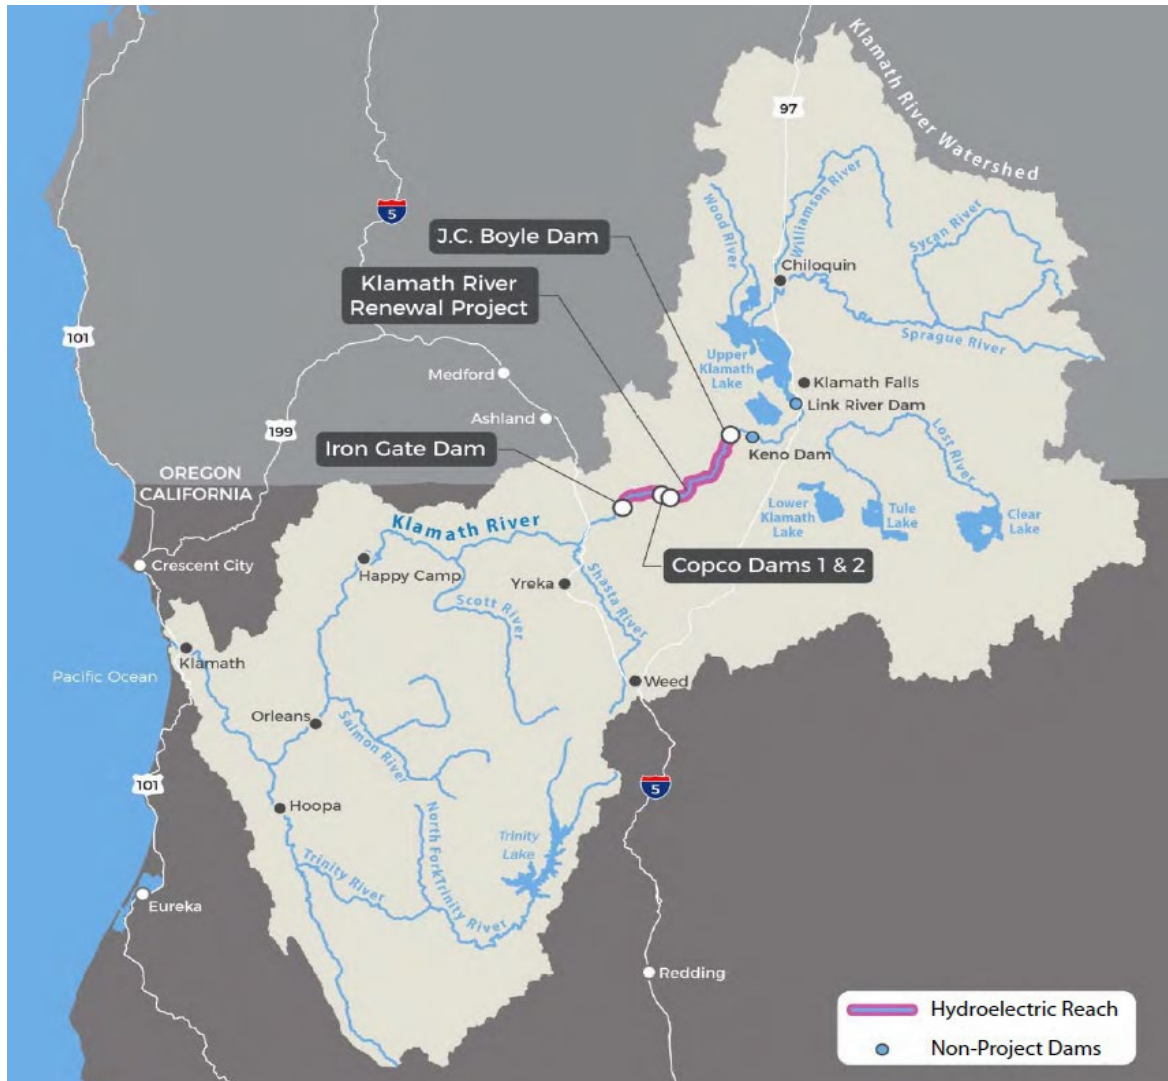 Klamath River Watershed
97
5
Wood River
Williamson River
Sycan River
J.C. Boyle Dam
Chiloquin
Klamath River
Renewal Project
101
Sprague River
Upper
Klamath
Lake
Medford
Klamath Falls
Link River Dam
Ashland
199
Iron Gate Dam
Keno Dam
Lost River
OREGON
CALIFORNIA
Lower
Klamath
Lake
Tule
Lake
Clear
Lake
Klamath River
Crescent City
Happy Camp
Copco Dams 1 & 2
Yreka
Shasta River
Scott River
Klamath
Pacific Ocean
Weed
Orleans
Salmon River
101
5
Hoopa
North Fork Trinity River
Trinity
Lake
Trinity River
Eureka
Redding
Hydroelectric Reach
Non-Project Dams